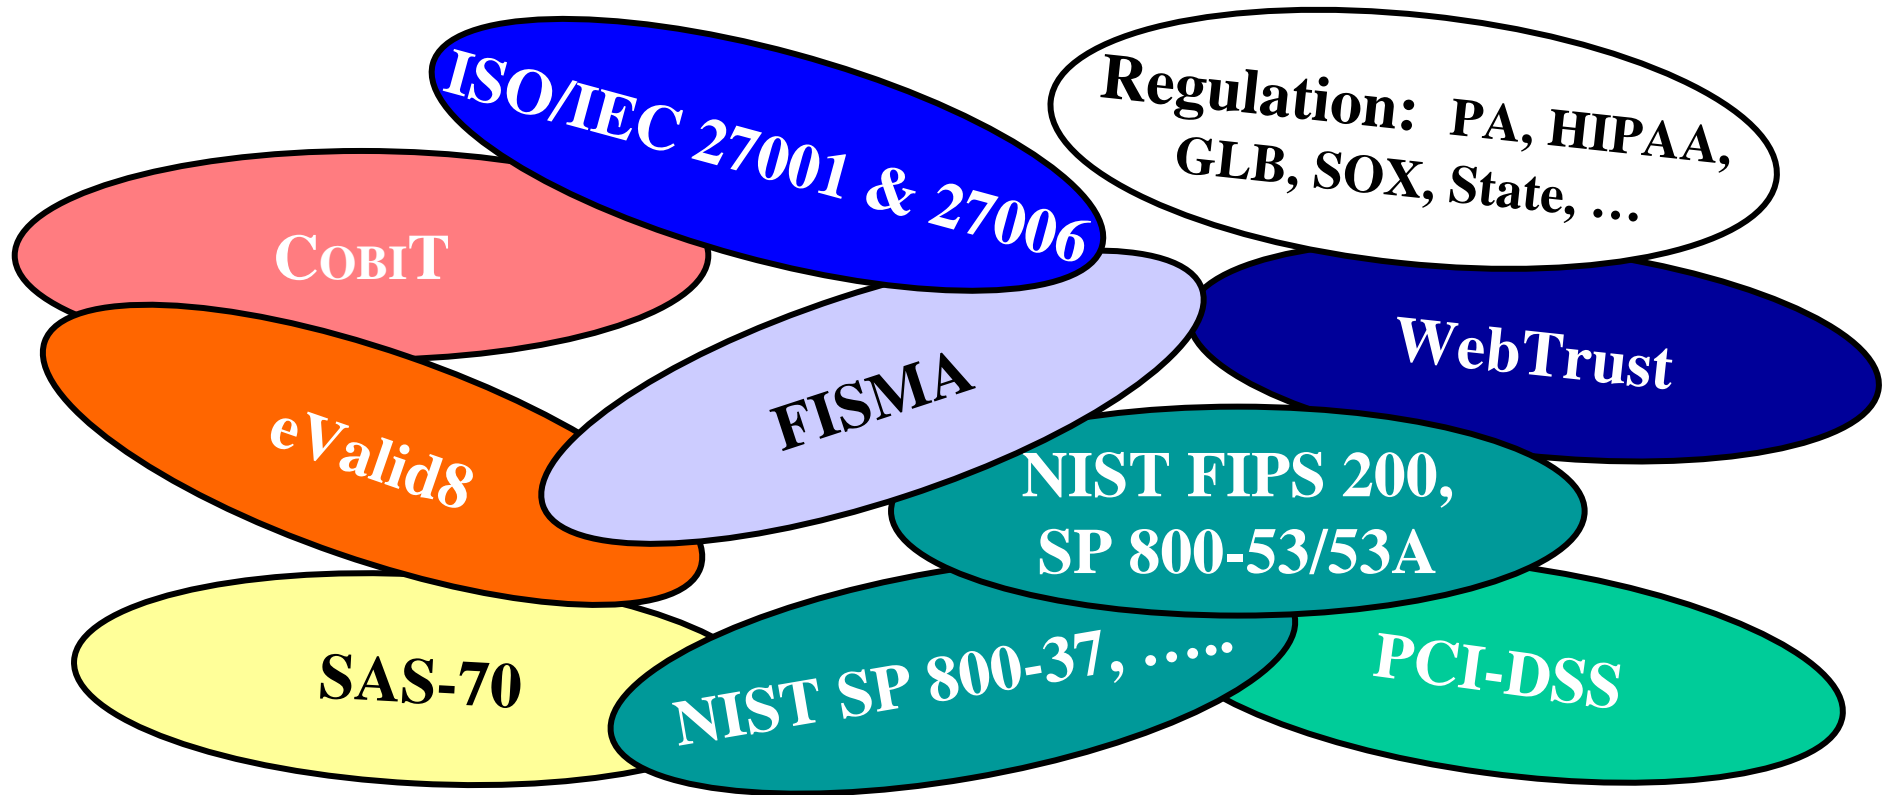 ISO/IEC 27001 & 27006
Regulation: PA, HIPAA,
GLB, SOX, State, …
COBIT
WebTrust
FISMA
eValid8
NIST FIPS 200,
SP 800-53/53A
SAS-70
NIST SP 800-37, …..
PCI-DSS